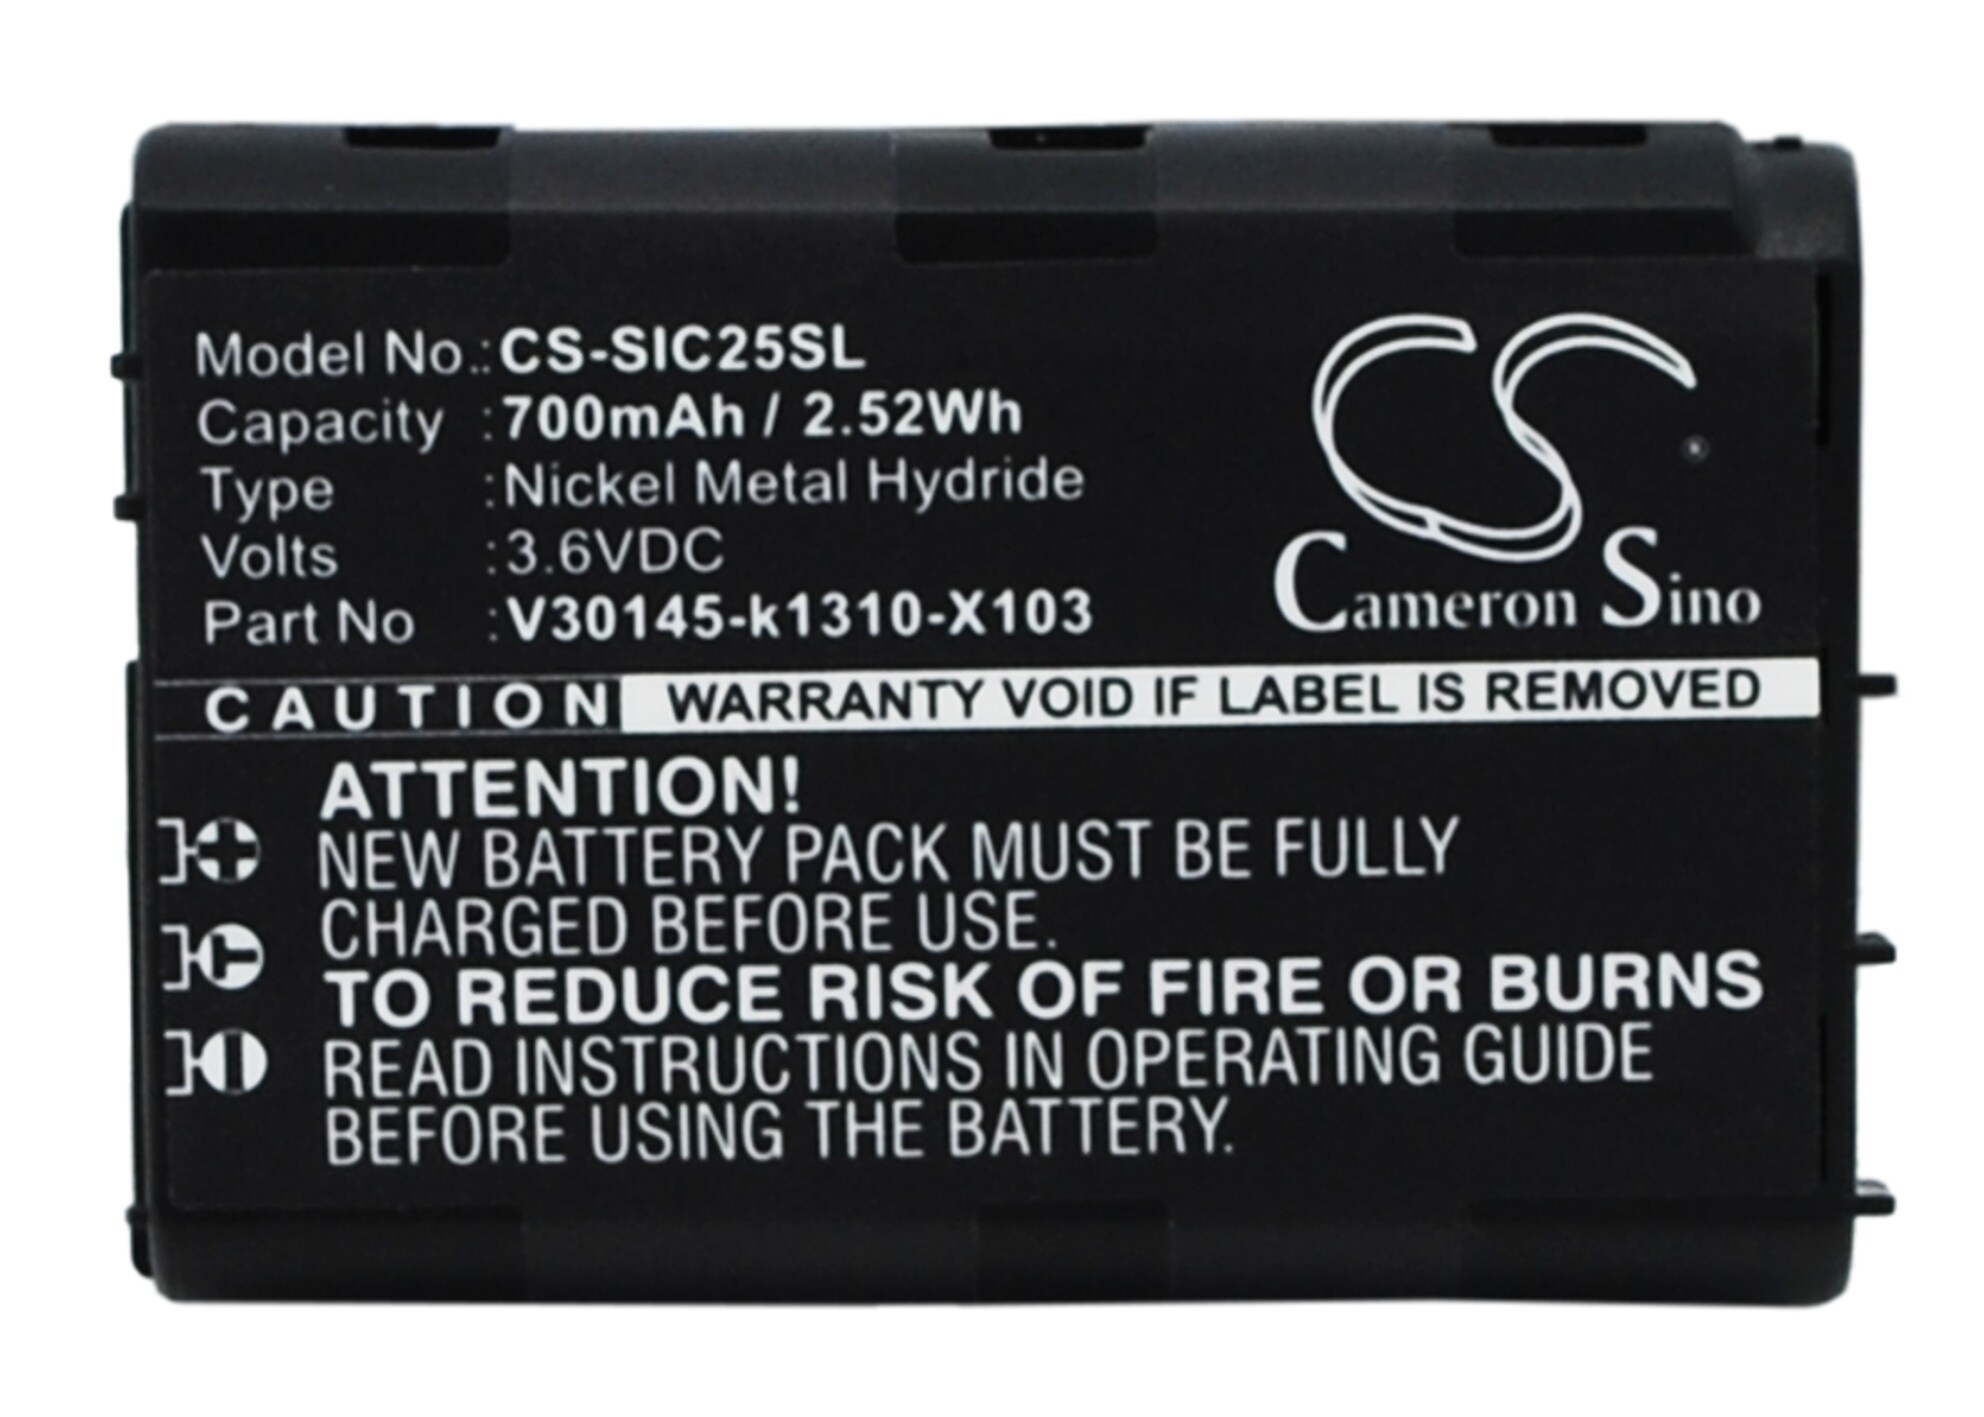 Model No.: CS-SIC25SL
Capacity : 700mAh / 2.52Wh
Type : Nickel Metal Hydride
Volts : 3.6VDC
Part No : V30145-k1310-X103
CS
Cameron Sino
CAUTION WARRANTY VOID IF LABEL IS REMOVED
ATTENTION!
NEW BATTERY PACK MUST BE FULLY
CHARGED BEFORE USE.
TO REDUCE RISK OF FIRE OR BURNS
READ INSTRUCTIONS IN OPERATING GUIDE
BEFORE USING THE BATTERY.
+
T
-